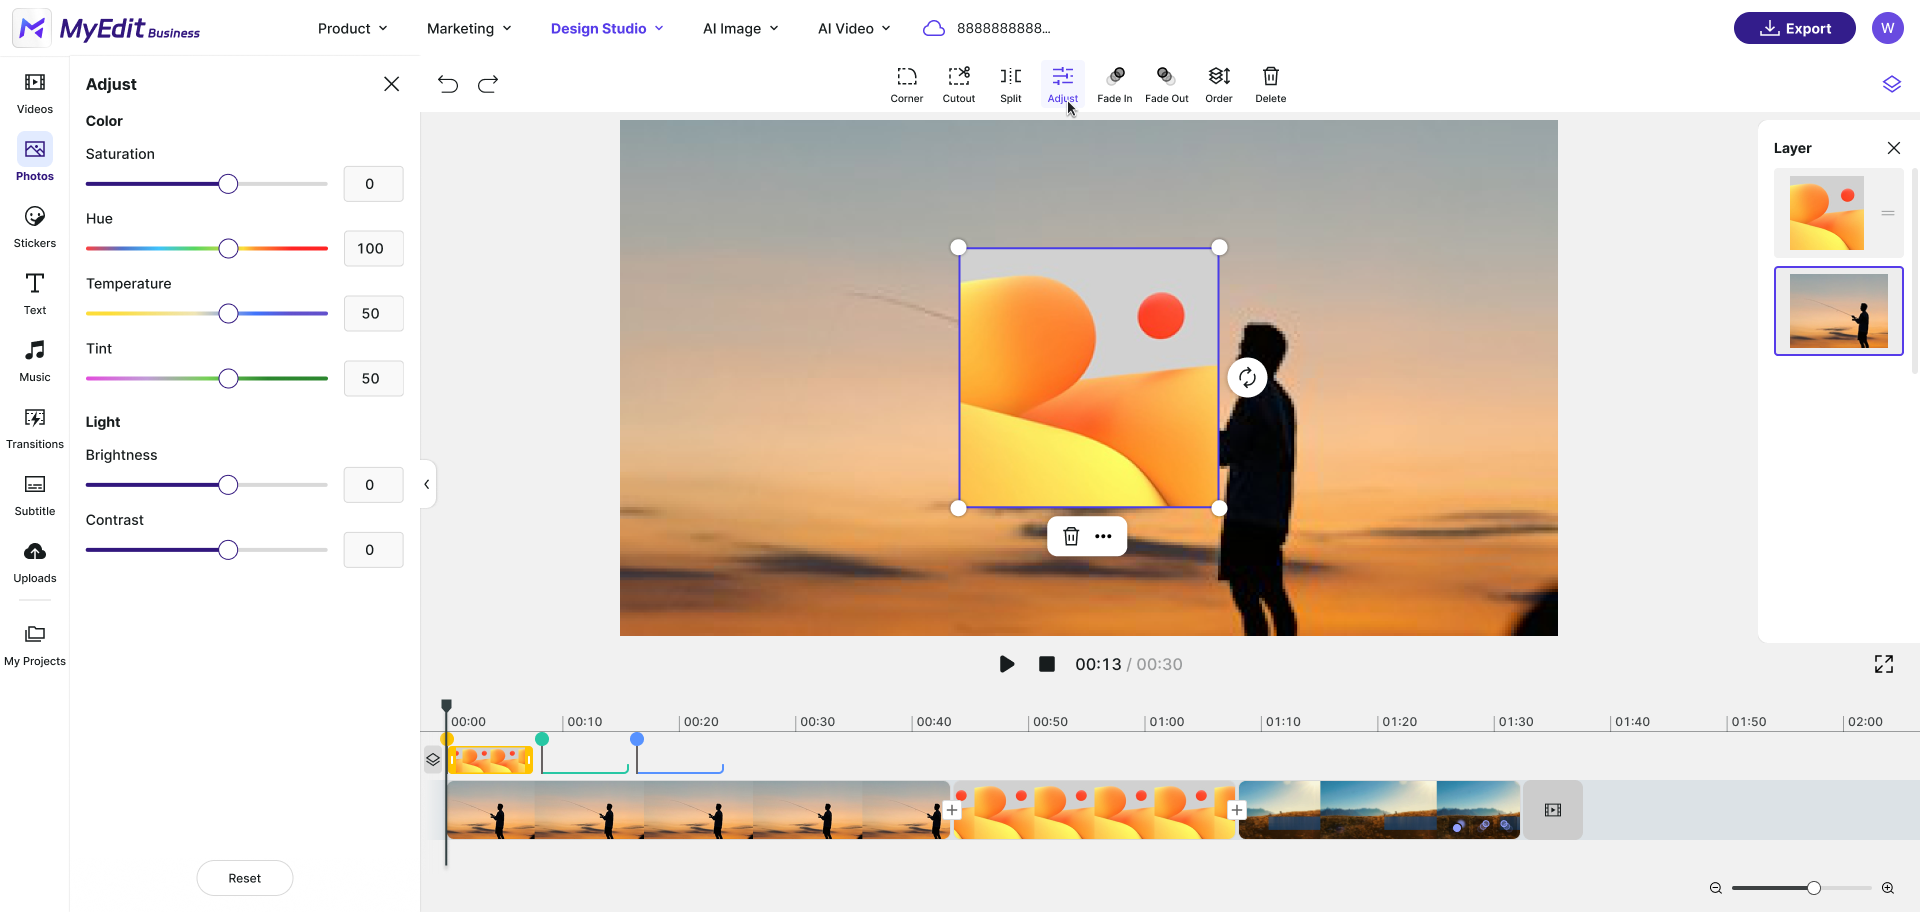 MyEdit Business
Product
Marketing
Design Studio
AI Image
AI Video
8888888888...
Export
W
Videos
Photos
Stickers
Text
Music
Transitions
Subtitle
Uploads
My Projects
Adjust
Color
Saturation
0
Hue
100
Temperature
50
Tint
50
Light
Brightness
0
Contrast
0
Reset
Corner
Cutout
Split
Adjust
Fade In
Fade Out
Order
Delete
Layer
00:13 / 00:30
00:00 00:10 00:20 00:30 00:40 00:50 01:00 01:10 01:20 01:30 01:40 01:50 02:00